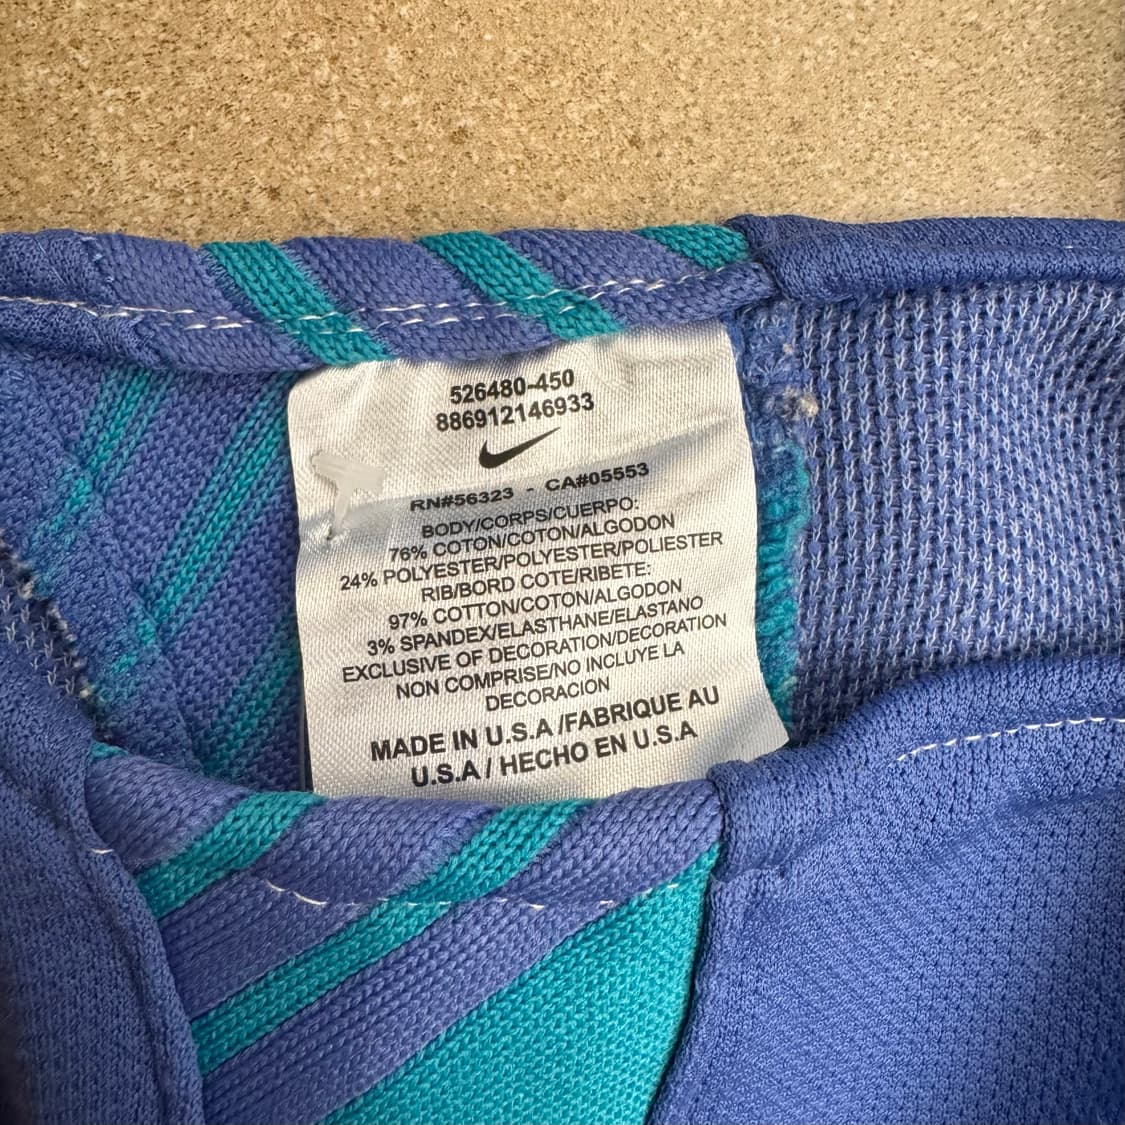 526480-450
886912146933
RN#56323 - CA#05553
BODY/CORPS/CUERPO:
76% COTON/COTON/ALGODON
24% POLYESTER/POLYESTER/POLIESTER
RIB/BORD COTE/RIBETE:
97% COTTON/COTON/ALGODON
3% SPANDEX/ELASTHANE/ELASTANO
EXCLUSIVE OF DECORATION/DECORATION
NON COMPRISE/NO INCLUYE LA
DECORACION
MADE IN U.S.A /FABRIQUE AU
U.S.A / HECHO EN U.S.A